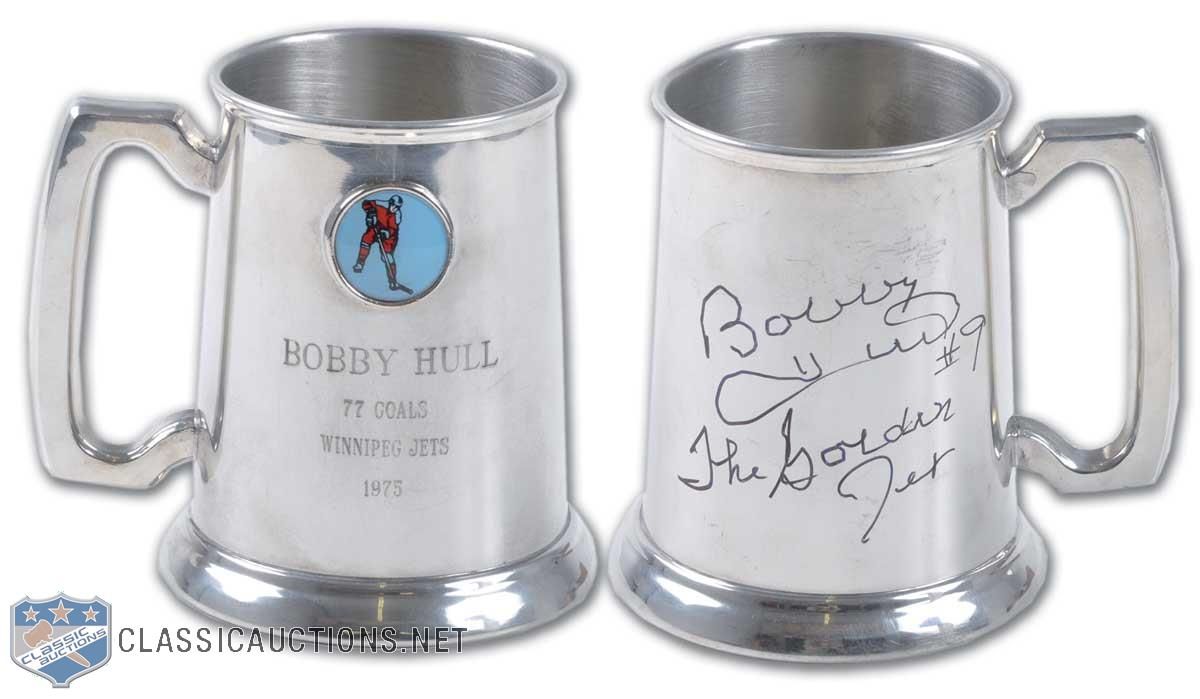 BOBBY HULL
77 GOALS
WINNIPEG JETS
1975
Bobby
Hull #9
The Golden
Jet
CLASSIC
AUCTIONS
CLASSICAUCTIONS.NET